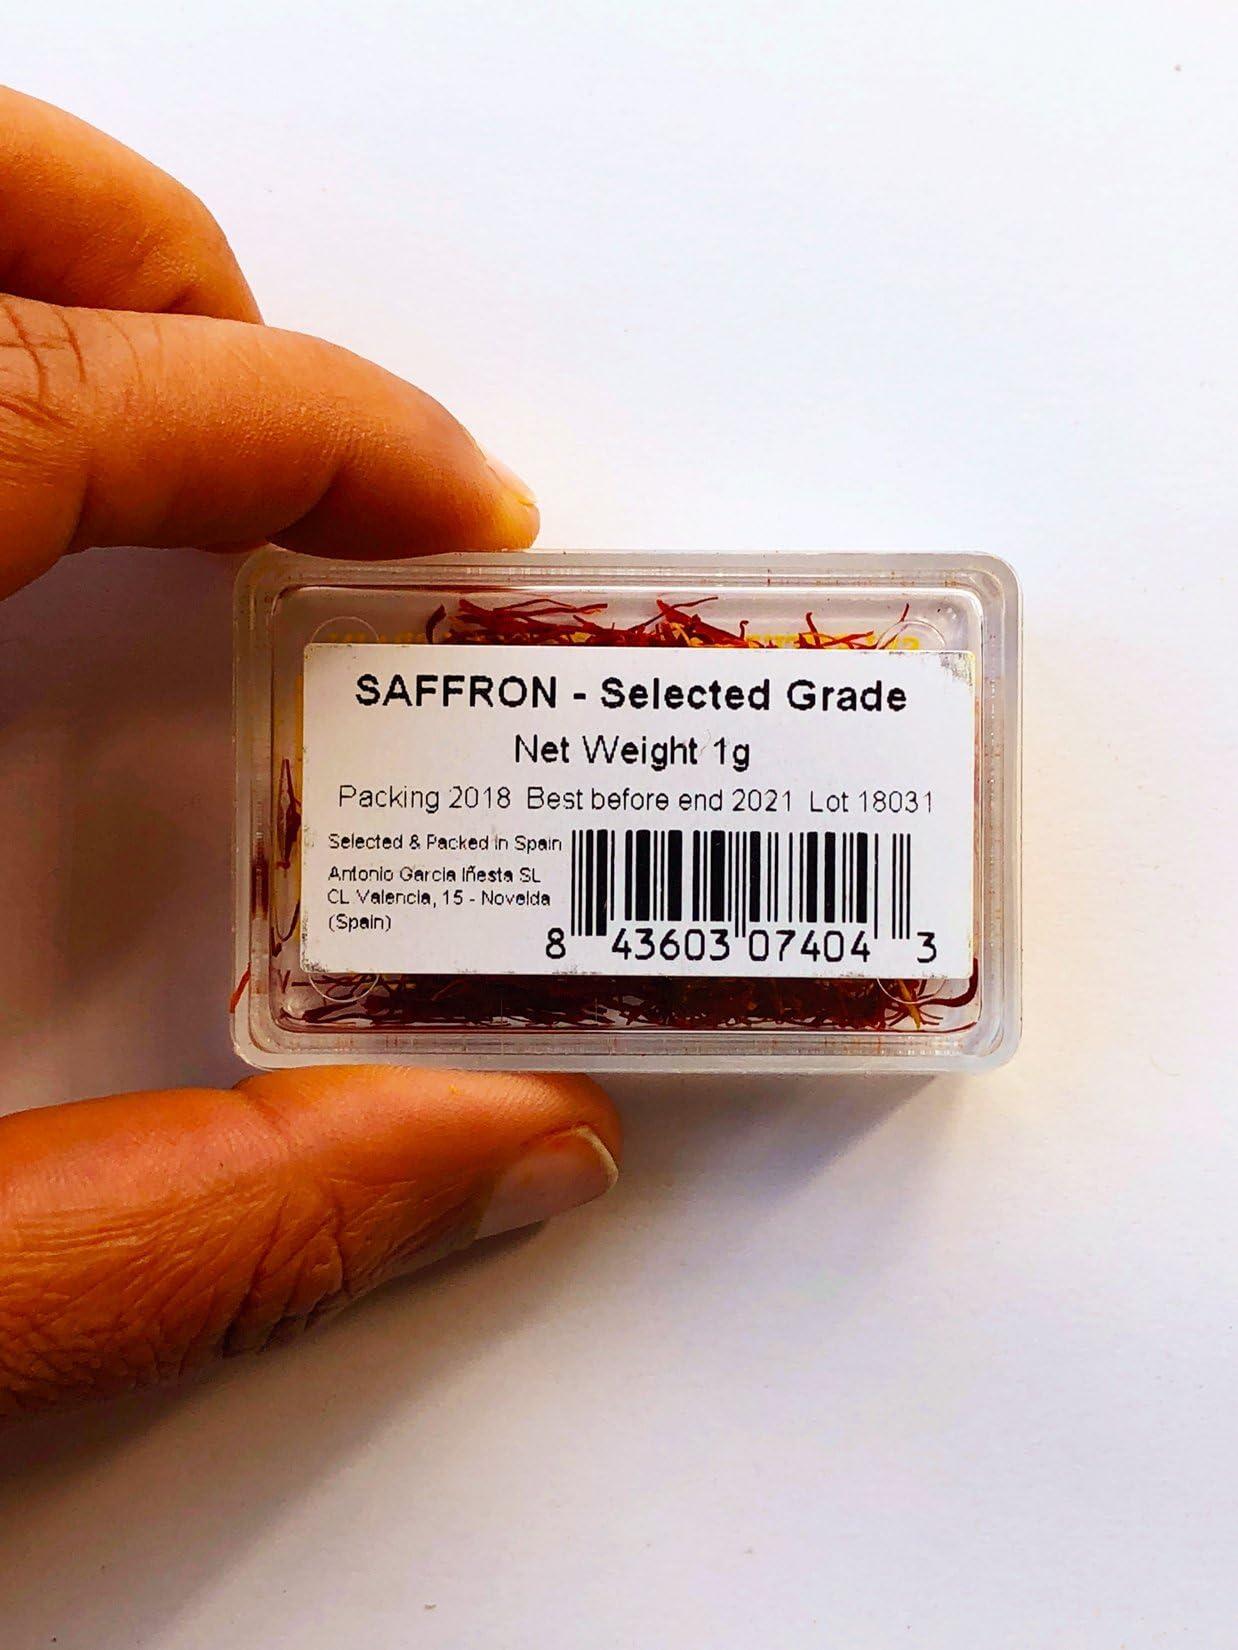 SAFFRON - Selected Grade
Net Weight 1g
Packing 2018 Best before end 2021 Lot 18031
Selected & Packed in Spain
Antonio Garcia Iñesta SL
CL Valencia, 15 - Novelda
(Spain)
8 43603 07404 3